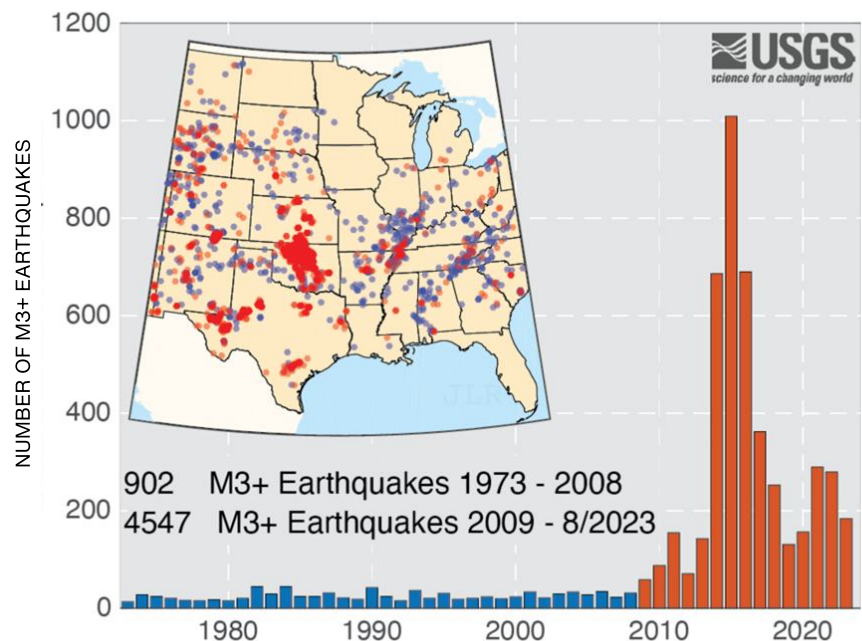 1200
1000
800
600
400
200
0
NUMBER OF M3+ EARTHQUAKES
USGS
science for a changing world
JLR
902 M3+ Earthquakes 1973 - 2008
4547 M3+ Earthquakes 2009 - 8/2023
1980
1990
2000
2010
2020